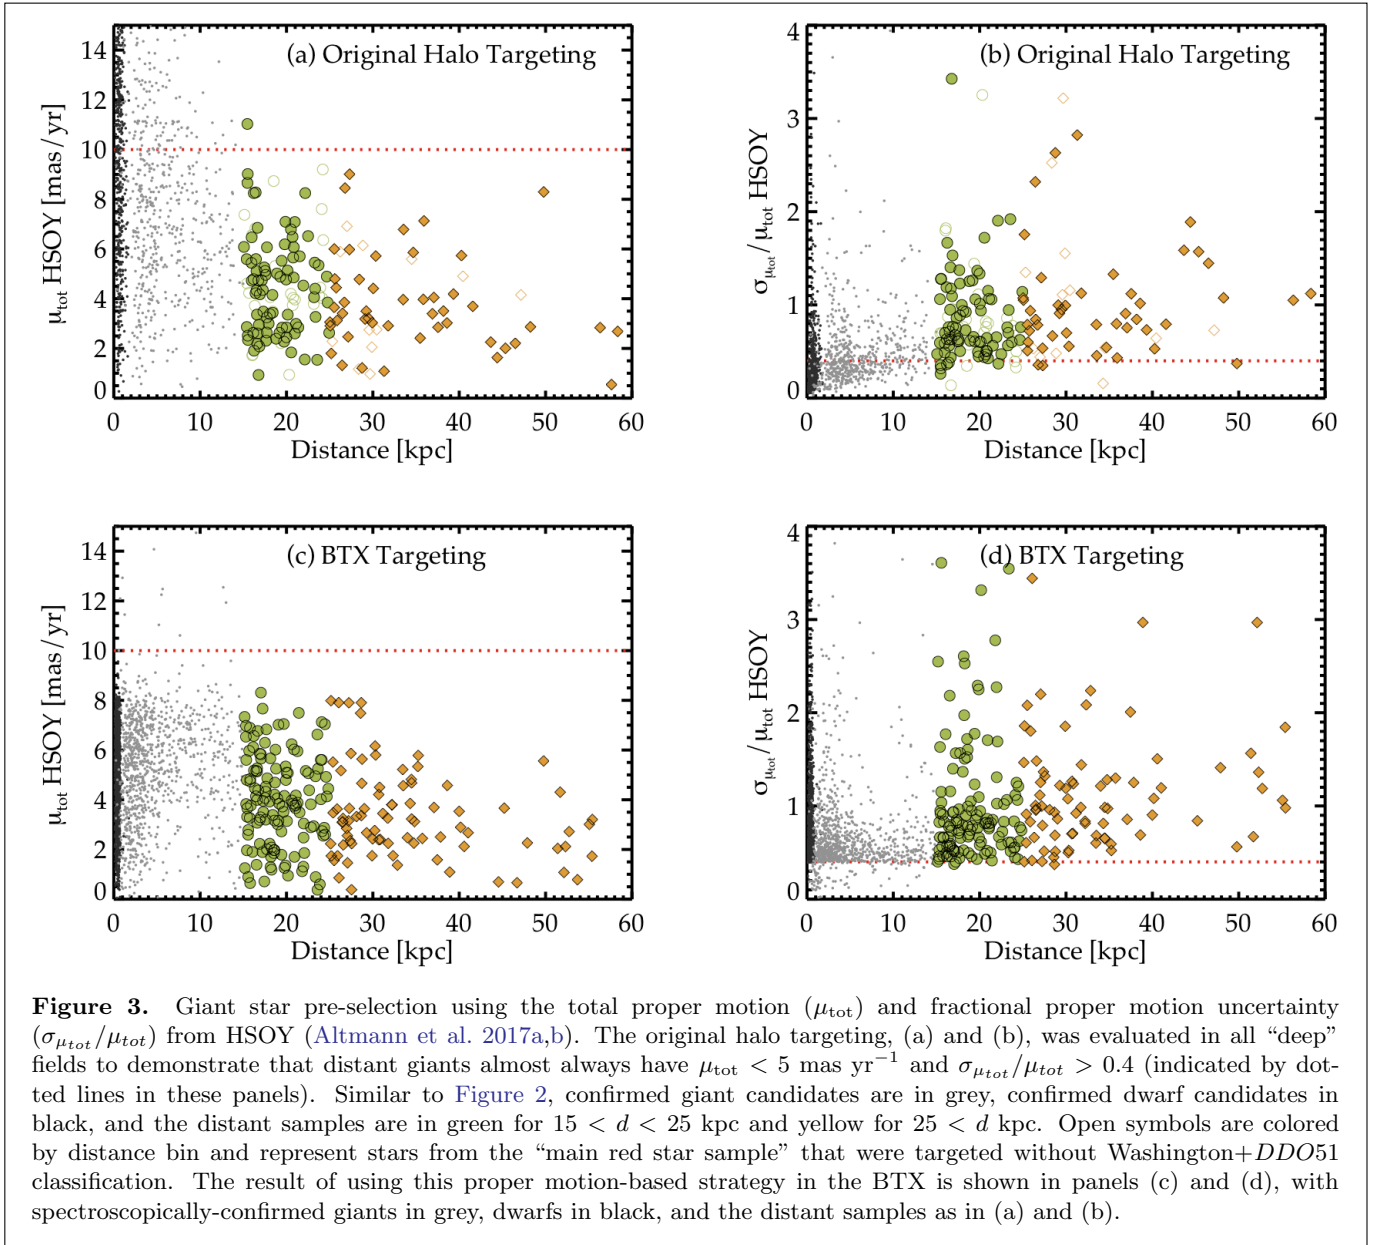 (a) Original Halo Targeting
μtot HSOY [mas/yr]
14
12
10
8
6
4
2
0
0 10 20 30 40 50 60
Distance [kpc]
(b) Original Halo Targeting
σμtot/μtot HSOY
4
3
2
1
0
0 10 20 30 40 50 60
Distance [kpc]
(c) BTX Targeting
μtot HSOY [mas/yr]
14
12
10
8
6
4
2
0
0 10 20 30 40 50 60
Distance [kpc]
(d) BTX Targeting
σμtot/μtot HSOY
4
3
2
1
0
0 10 20 30 40 50 60
Distance [kpc]
Figure 3. Giant star pre-selection using the total proper motion (μtot) and fractional proper motion uncertainty
(σμtot/μtot) from HSOY (Altmann et al. 2017a,b). The original halo targeting, (a) and (b), was evaluated in all “deep”
fields to demonstrate that distant giants almost always have μtot < 5 mas yr−1 and σμtot/μtot > 0.4 (indicated by dot-
ted lines in these panels). Similar to Figure 2, confirmed giant candidates are in grey, confirmed dwarf candidates in
black, and the distant samples are in green for 15 < d < 25 kpc and yellow for 25 < d kpc. Open symbols are colored
by distance bin and represent stars from the “main red star sample” that were targeted without Washington+DDO51
classification. The result of using this proper motion-based strategy in the BTX is shown in panels (c) and (d), with
spectroscopically-confirmed giants in grey, dwarfs in black, and the distant samples as in (a) and (b).